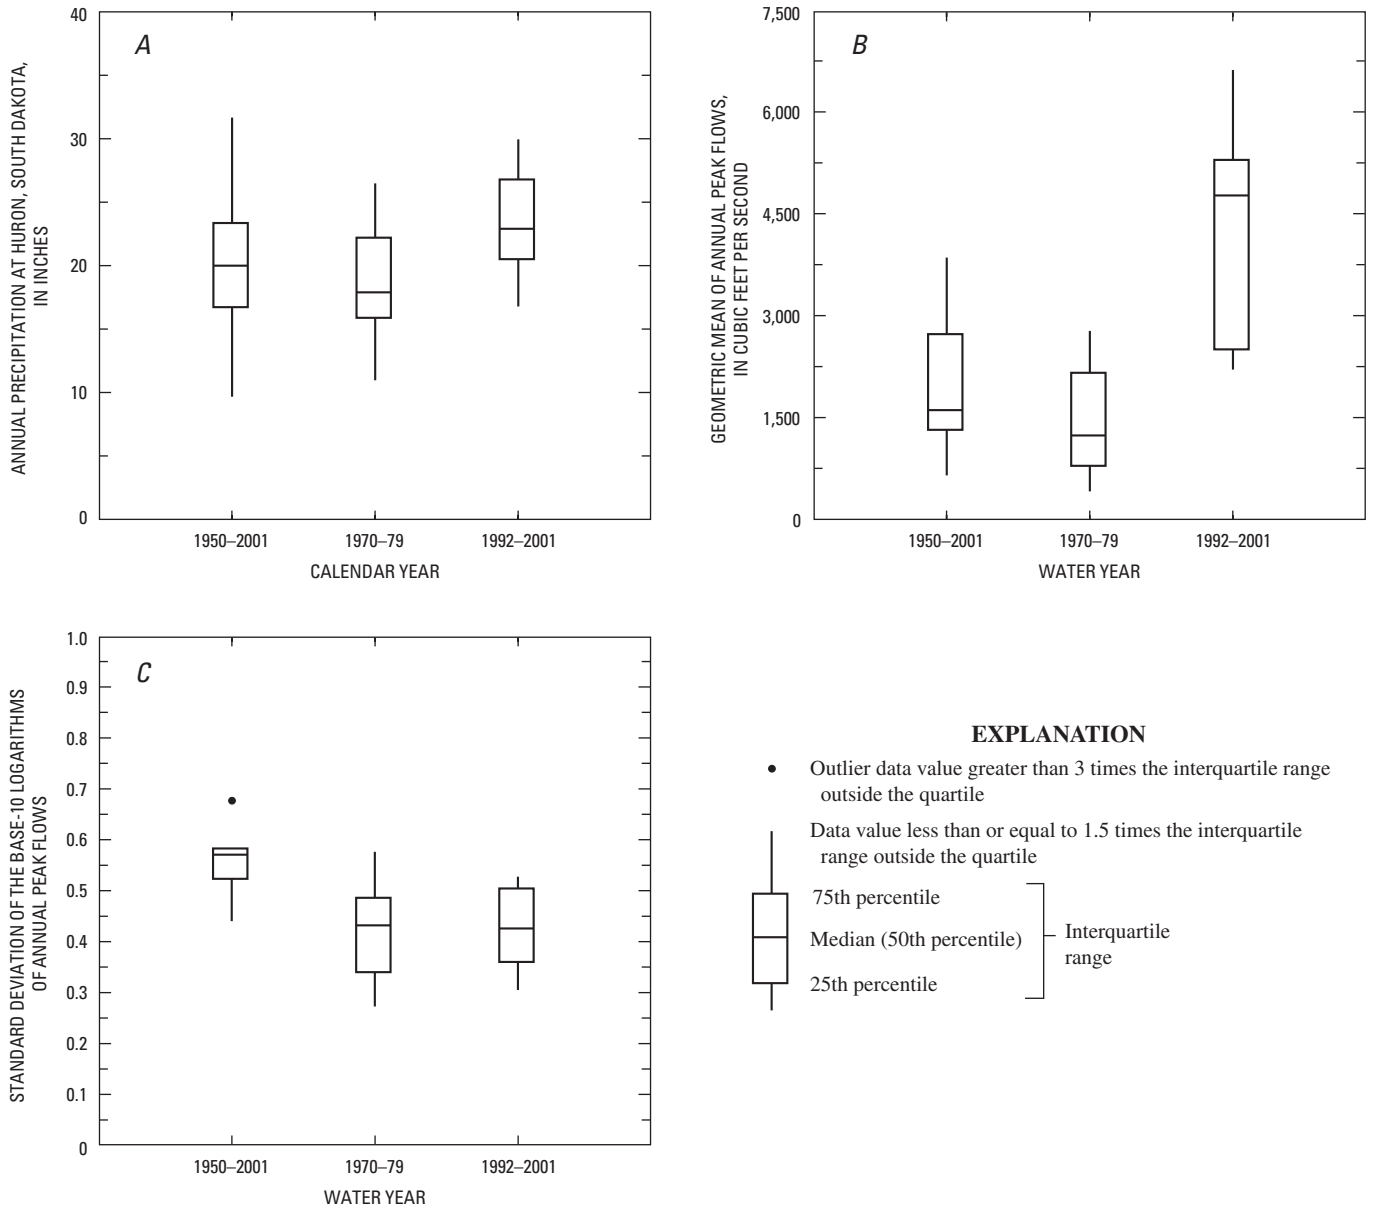 A
ANNUAL PRECIPITATION AT HURON, SOUTH DAKOTA,
IN INCHES
40
30
20
10
0
1950–2001
1970–79
1992–2001
CALENDAR YEAR
B
GEOMETRIC MEAN OF ANNUAL PEAK FLOWS,
IN CUBIC FEET PER SECOND
7,500
6,000
4,500
3,000
1,500
0
1950–2001
1970–79
1992–2001
WATER YEAR
C
STANDARD DEVIATION OF THE BASE-10 LOGARITHMS
OF ANNUAL PEAK FLOWS
1.0
0.9
0.8
0.7
0.6
0.5
0.4
0.3
0.2
0.1
0
1950–2001
1970–79
1992–2001
WATER YEAR
EXPLANATION
Outlier data value greater than 3 times the interquartile range
outside the quartile
Data value less than or equal to 1.5 times the interquartile
range outside the quartile
75th percentile
Median (50th percentile)
25th percentile
Interquartile
range